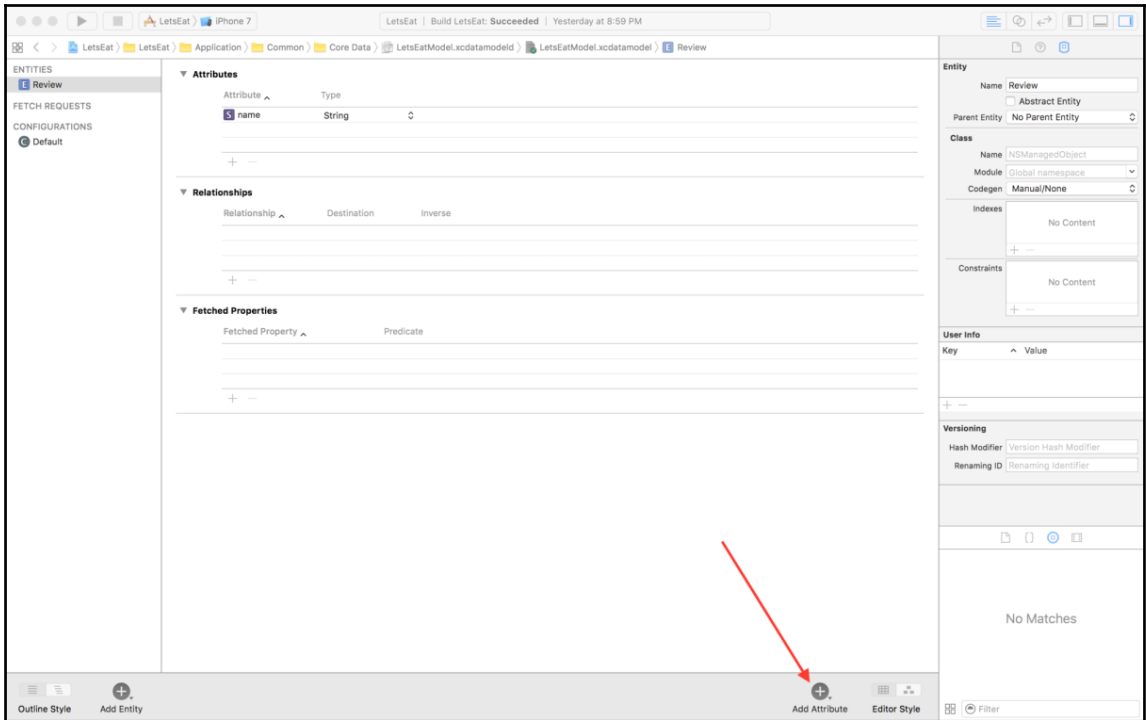 LetsEat iPhone 7
LetsEat | Build LetsEat: Succeeded | Yesterday at 8:59 PM
LetsEat LetsEat Application Common Core Data LetsEatModel.xcdatamodeld LetsEatModel.xcdatamodel E Review
ENTITIES
E Review
FETCH REQUESTS
CONFIGURATIONS
C Default
Attributes
Attribute Type
S name String
Relationships
Relationship Destination Inverse
Fetched Properties
Fetched Property Predicate
Entity
Name Review
Abstract Entity
Parent Entity No Parent Entity
Class
Name NSManagedObject
Module Global namespace
Codegen Manual/None
Indexes
No Content
Constraints
No Content
User Info
Key Value
Versioning
Hash Modifier Version Hash Modifier
Renaming ID Renaming Identifier
No Matches
Outline Style Add Entity Add Attribute Editor Style
Filter